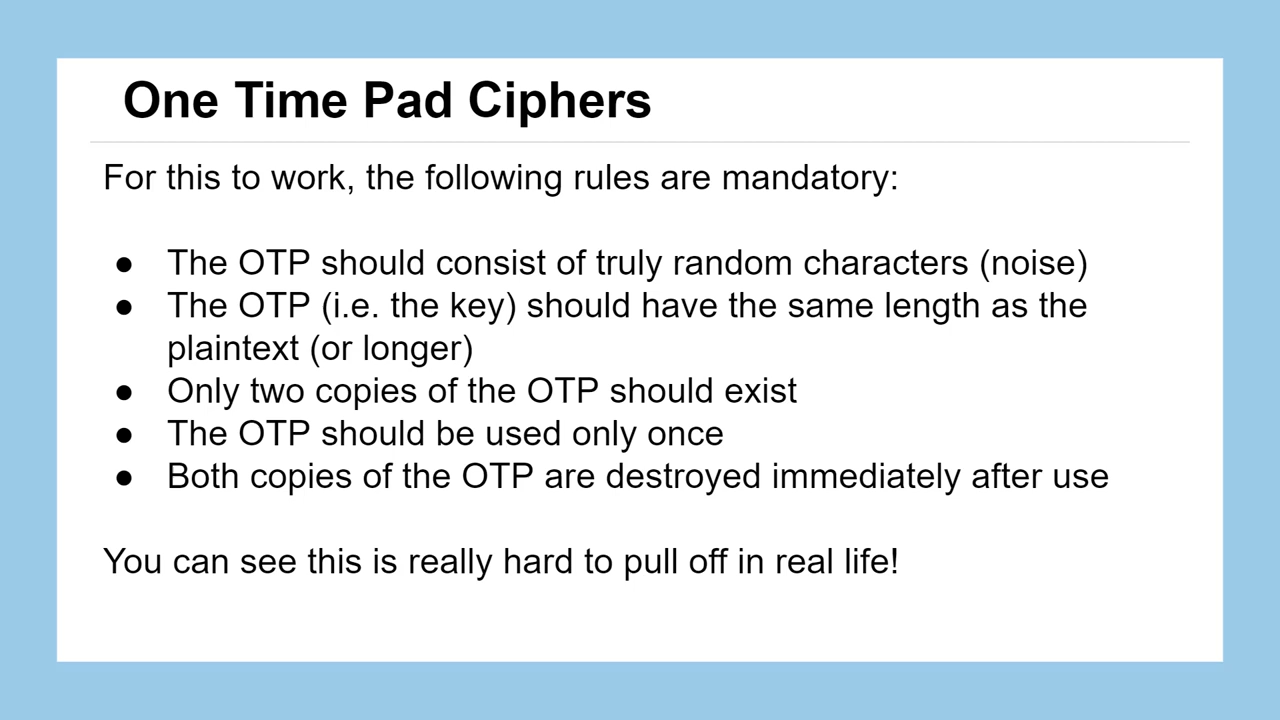 One Time Pad Ciphers
For this to work, the following rules are mandatory:
● The OTP should consist of truly random characters (noise)
● The OTP (i.e. the key) should have the same length as the
plaintext (or longer)
● Only two copies of the OTP should exist
● The OTP should be used only once
● Both copies of the OTP are destroyed immediately after use
You can see this is really hard to pull off in real life!